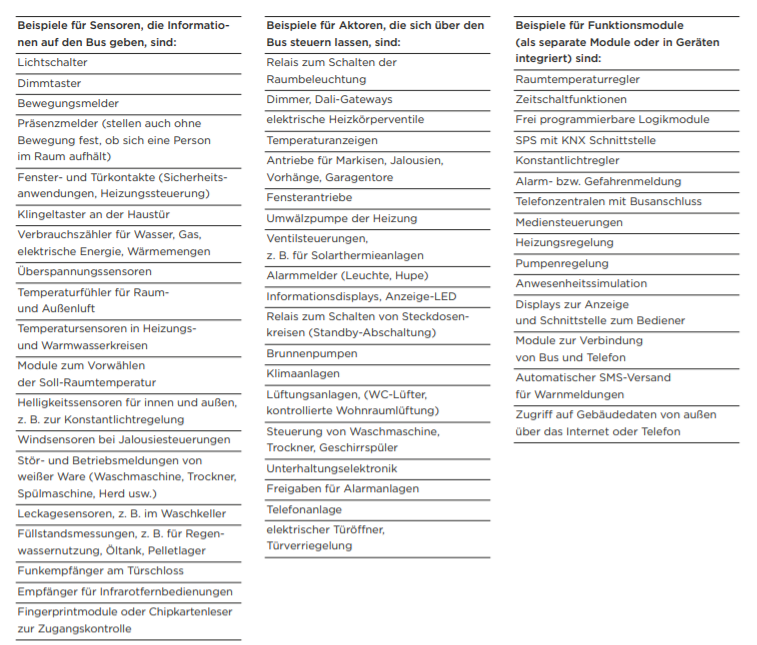 Beispiele für Sensoren, die Informatio-
nen auf den Bus geben, sind:
Lichtschalter
Dimmtaster
Bewegungsmelder
Präsenzmelder (stellen auch ohne
Bewegung fest, ob sich eine Person
im Raum aufhält)
Fenster- und Türkontakte (Sicherheits-
anwendungen, Heizungssteuerung)
Klingeltaster an der Haustür
Verbrauchszähler für Wasser, Gas,
elektrische Energie, Wärmemengen
Überspannungssensoren
Temperaturfühler für Raum-
und Außenluft
Temperatursensoren in Heizungs-
und Warmwasserkreisen
Module zum Vorwählen
der Soll-Raumtemperatur
Helligkeitssensoren für innen und außen,
z. B. zur Konstantlichtregelung
Windsensoren bei Jalousiesteuerungen
Stör- und Betriebsmeldungen von
weißer Ware (Waschmaschine, Trockner,
Spülmaschine, Herd usw.)
Leckagesensoren, z. B. im Waschkeller
Füllstandsmessungen, z. B. für Regen-
wassernutzung, Öltank, Pelletlager
Funkempfänger am Türschloss
Empfänger für Infrarotfernbedienungen
Fingerprintmodule oder Chipkartenleser
zur Zugangskontrolle
Beispiele für Aktoren, die sich über den
Bus steuern lassen, sind:
Relais zum Schalten der
Raumbeleuchtung
Dimmer, Dali-Gateways
elektrische Heizkörperventile
Temperaturanzeigen
Antriebe für Markisen, Jalousien,
Vorhänge, Garagentore
Fensterantriebe
Umwälzpumpe der Heizung
Ventilsteuerungen,
z. B. für Solarthermieanlagen
Alarmmelder (Leuchte, Hupe)
Informationsdisplays, Anzeige-LED
Relais zum Schalten von Steckdosen-
kreisen (Standby-Abschaltung)
Brunnenpumpen
Klimaanlagen
Lüftungsanlagen, (WC-Lüfter,
kontrollierte Wohnraumlüftung)
Steuerung von Waschmaschine,
Trockner, Geschirrspüler
Unterhaltungselektronik
Freigaben für Alarmanlagen
Telefonanlage
elektrischer Türöffner,
Türverriegelung
Beispiele für Funktionsmodule
(als separate Module oder in Geräten
integriert) sind:
Raumtemperaturregler
Zeitschaltfunktionen
Frei programmierbare Logikmodule
SPS mit KNX Schnittstelle
Konstantlichtregler
Alarm- bzw. Gefahrenmeldung
Telefonzentralen mit Busanschluss
Mediensteuerungen
Heizungsregelung
Pumpenregelung
Anwesenheitssimulation
Displays zur Anzeige
und Schnittstelle zum Bediener
Module zur Verbindung
von Bus und Telefon
Automatischer SMS-Versand
für Warnmeldungen
Zugriff auf Gebäudedaten von außen
über das Internet oder Telefon